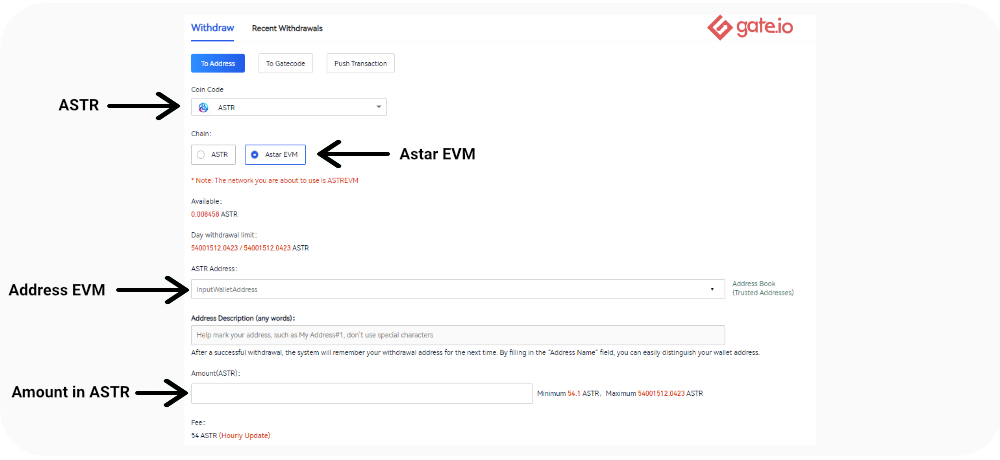 Withdraw Recent Withdrawals gate.io
To Address To Gatecode Push Transaction
Coin Code
ASTR ASTR
Chain:
ASTR Astar EVM Astar EVM
* Note: The network you are about to use is ASTREVM
Available:
0.008458 ASTR
Day withdrawal limit:
54001512.0423 / 54001512.0423 ASTR
ASTR Address:
Address EVM InputWalletAddress Address Book
(Trusted Addresses)
Address Description (any words):
Help mark your address, such as My Address#1, don't use special characters
After a successful withdrawal, the system will remember your withdrawal address for the next time. By filling in the "Address Name" field, you can easily distinguish your wallet address.
Amount(ASTR):
Amount in ASTR Minimum 54.1 ASTR, Maximum 54001512.0423 ASTR
Fee:
54 ASTR (Hourly Update)